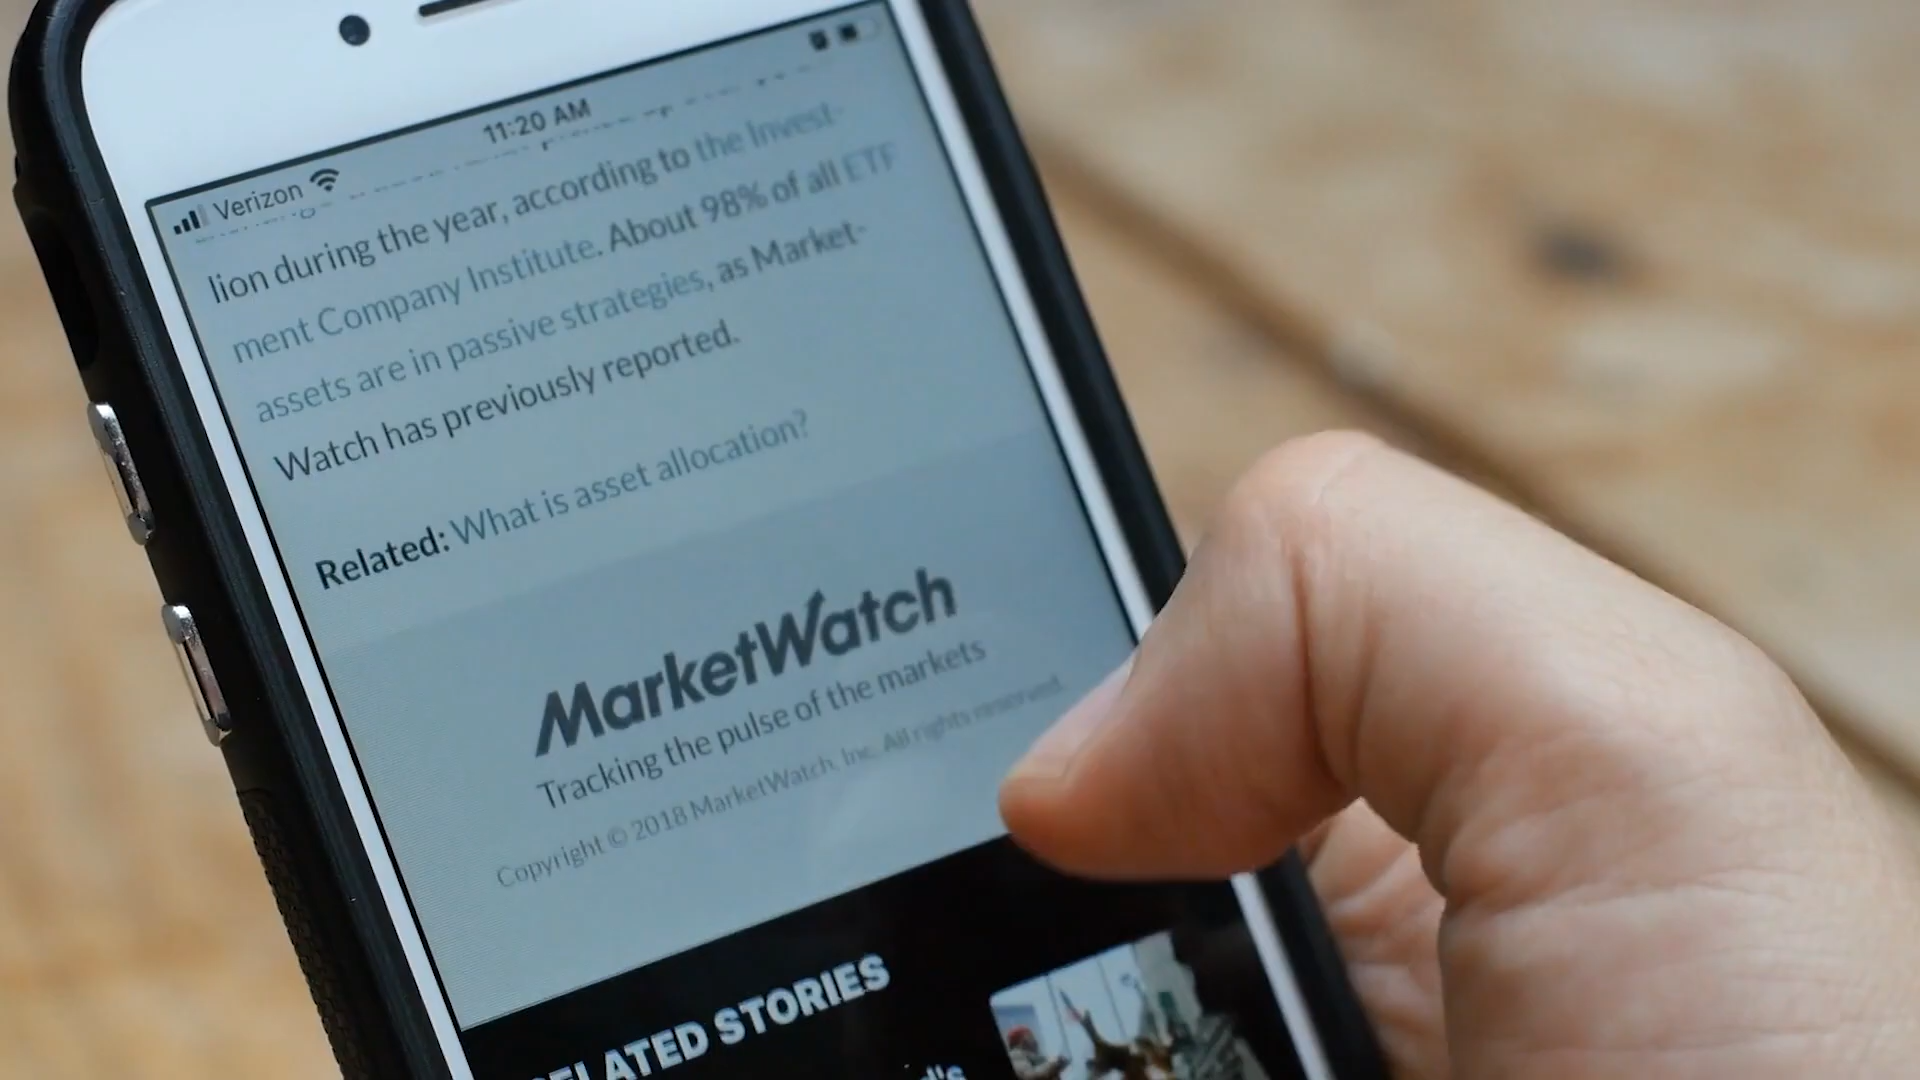 11:20 AM
Verizon
lion during the year, according to the Invest-
ment Company Institute. About 98% of all ETF
assets are in passive strategies, as Market-
Watch has previously reported.
Related: What is asset allocation?
MarketWatch
Tracking the pulse of the markets
Copyright © 2018 MarketWatch, Inc. All rights reserved.
RELATED STORIES